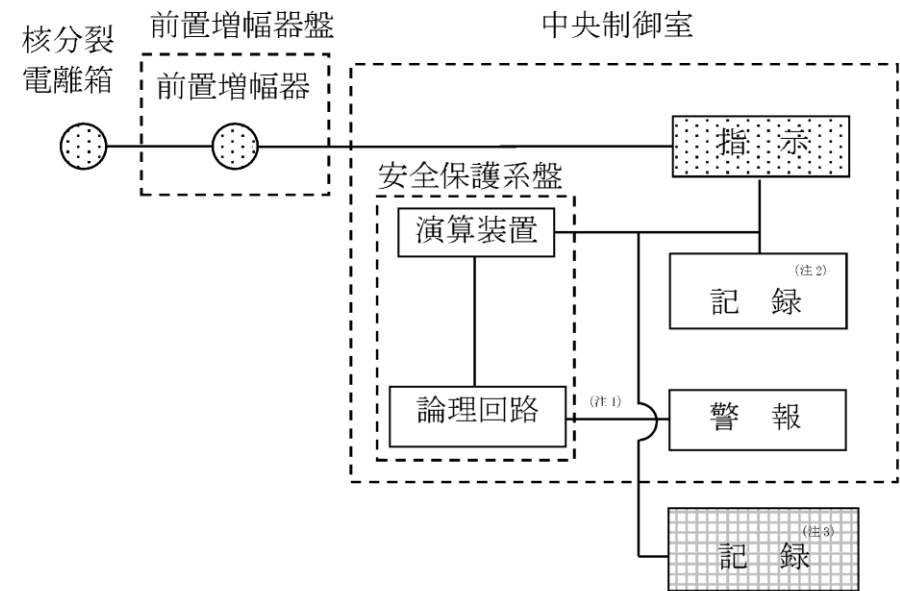 核分裂
電離箱
前置増幅器盤
前置増幅器
中央制御室
指 示
安全保護系盤
演算装置
(注2)
記 録
論理回路
(注1)
警 報
(注3)
記 録